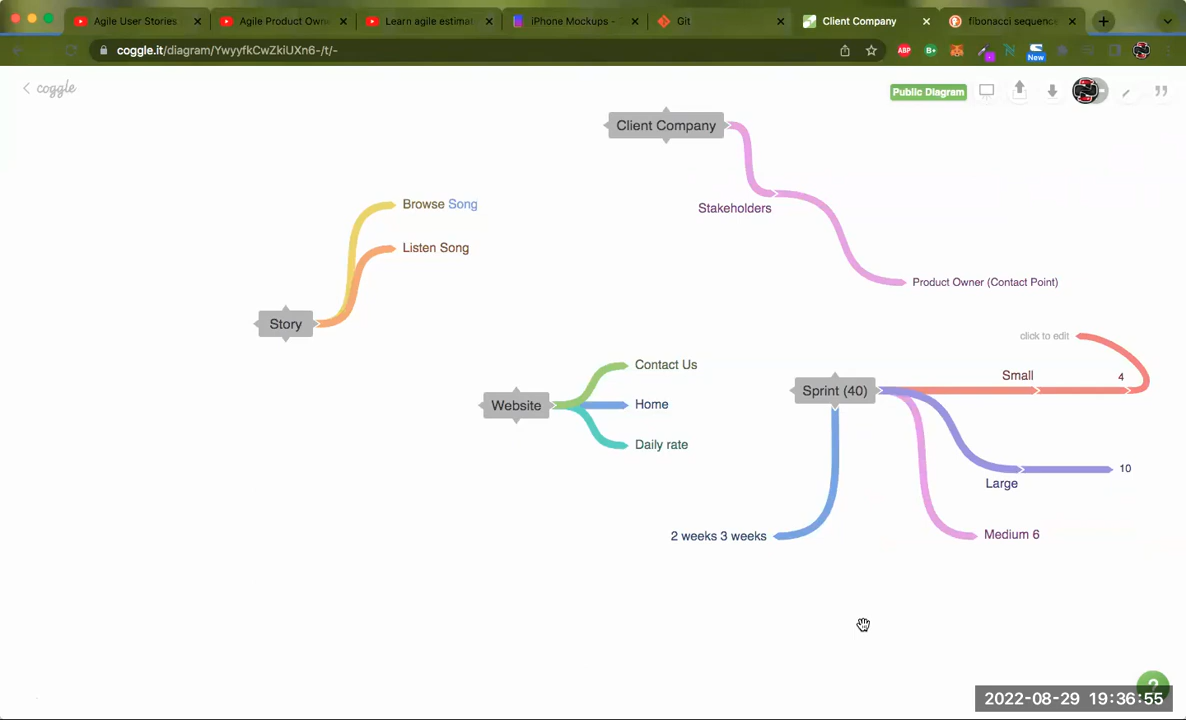 Agile User Stories
Agile Product Owne
Learn agile estimat
iPhone Mockups -
Git
Client Company
fibonacci sequence
coggle.it/diagram/YwyyfkCwZkiUXn6-/t/-
ABP
B+
New
coggle
Public Diagram
Client Company
Browse Song
Stakeholders
Listen Song
Product Owner (Contact Point)
Story
click to edit
Contact Us
Small
4
Sprint (40)
Website
Home
Daily rate
10
Large
2 weeks 3 weeks
Medium 6
?
2022-08-29 19:36:55